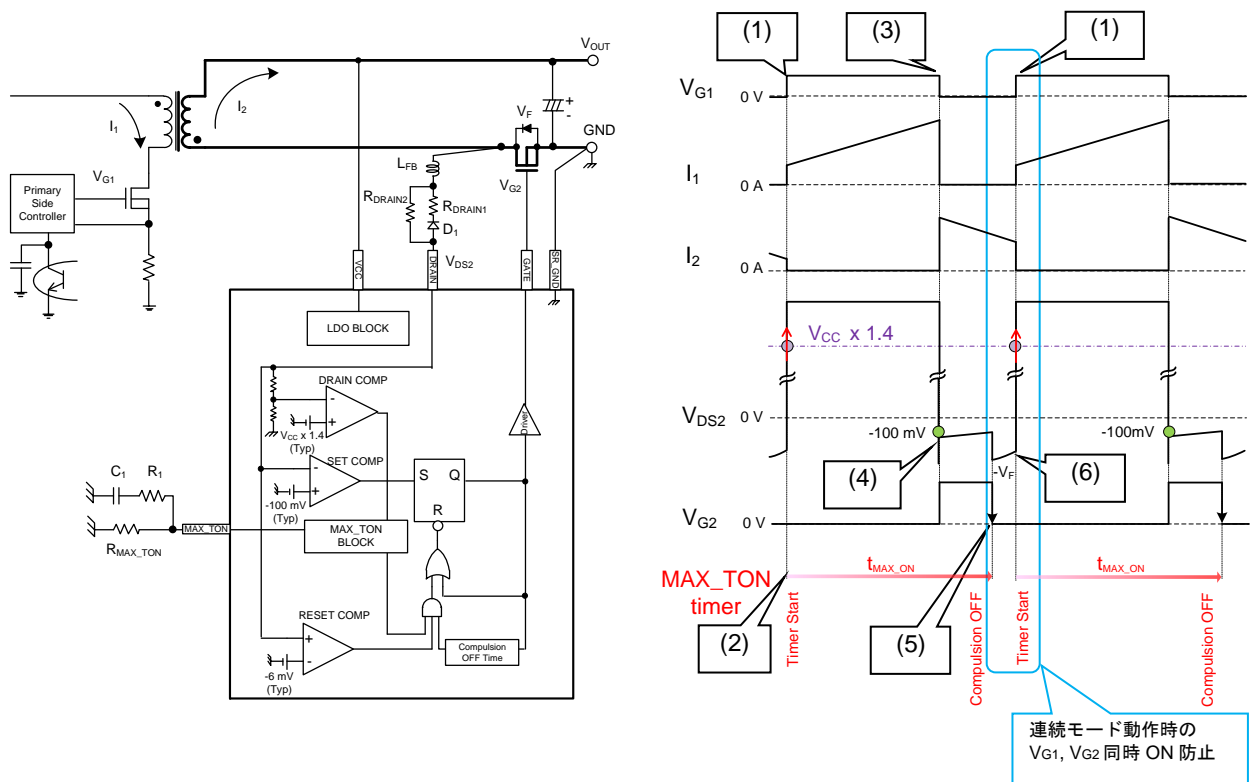 VOUT
I1
I2
VF
+
-
GND
VG1
LFB
VG2
Primary
Side
Controller
RDRAIN2
RDRAIN1
D1
VCC
DRAIN
VDS2
GATE
SR_GND
LDO BLOCK
DRAIN COMP
-
+
VCC x 1.4
(Typ)
SET COMP
-
+
-100 mV
(Typ)
Driver
S Q
R
C1 R1
MAX_TON
RMAX_TON
MAX_TON
BLOCK
RESET COMP
+
-
-6 mV
(Typ)
Compulsion
OFF Time
(1)
(3)
(1)
VG1
0 V
I1
0 A
I2
0 A
VCC x 1.4
VDS2
0 V
-100 mV
-100mV
(4)
-VF
(6)
VG2
0 V
MAX_TON
timer
tMAX_ON
tMAX_ON
(2)
Timer Start
(5)
Compulsion OFF
Timer Start
Compulsion OFF
連続モード動作時の
VG1, VG2 同時 ON 防止